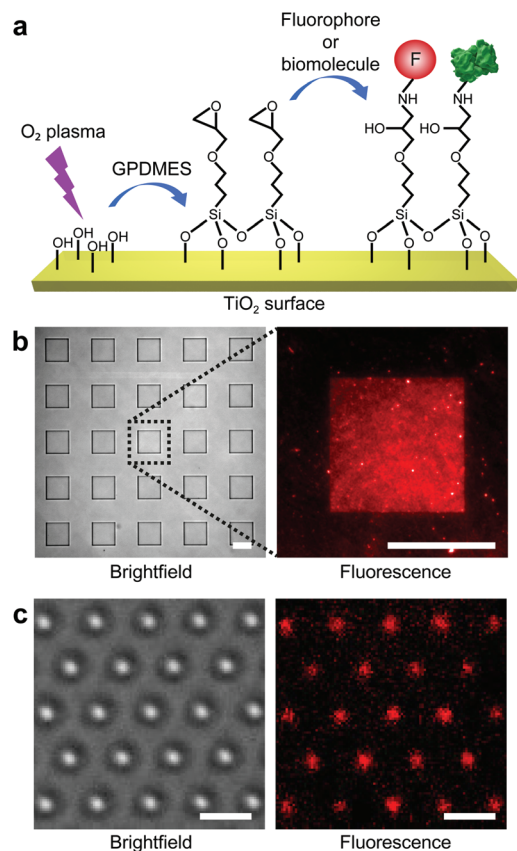 a
Fluorophore
or
biomolecule
F
O₂ plasma
GPDMES
O
O
NH
NH
HO
HO
O
O
O
O
OH
OH
OH
OH
Si
Si
Si
Si
O
O
O
O
O
O
O
O
O
O
TiO₂ surface
b
Brightfield
Fluorescence
c
Brightfield
Fluorescence